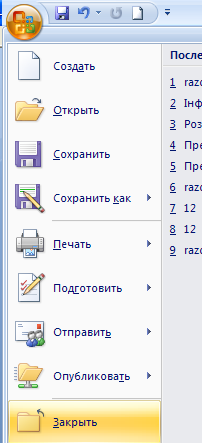 Создать
Открыть
Сохранить
Сохранить как
Печать
Подготовить
Отправить
Опубликовать
Закрыть
После
1 razo
2 Інф
3 Роз
4 Пре
5 Пре
6 razo
7 12
8 12
9 razo